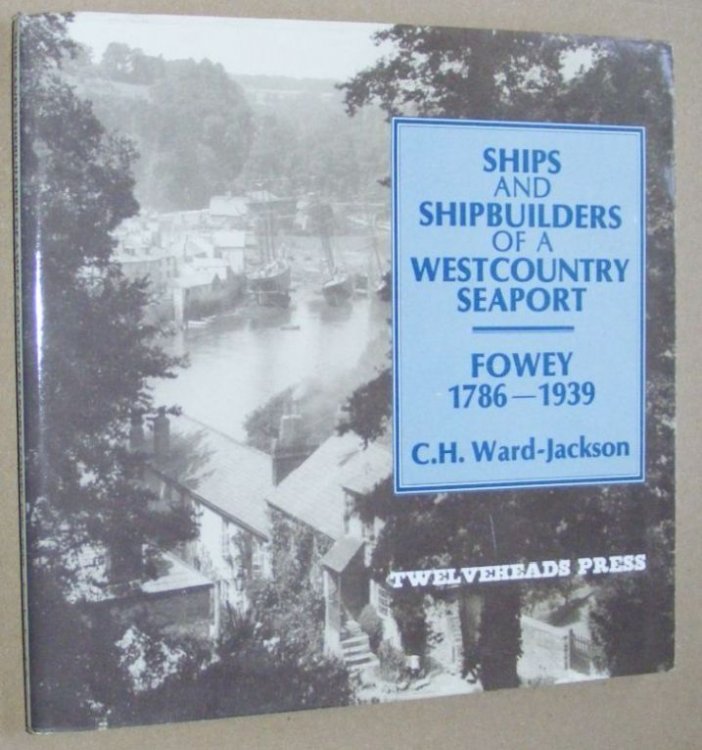 SHIPS
AND
SHIPBUILDERS
OF A
WESTCOUNTRY
SEAPORT
FOWEY
1786—1939
C.H. Ward-Jackson
TWELVEHEADS PRESS